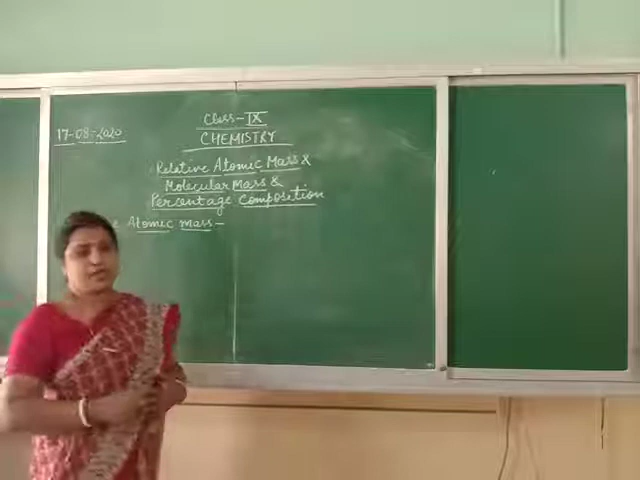 17-08-2020
Class-IX
CHEMISTRY
Relative Atomic Mass &
Molecular mass &
Percentage composition
e Atomic mass-